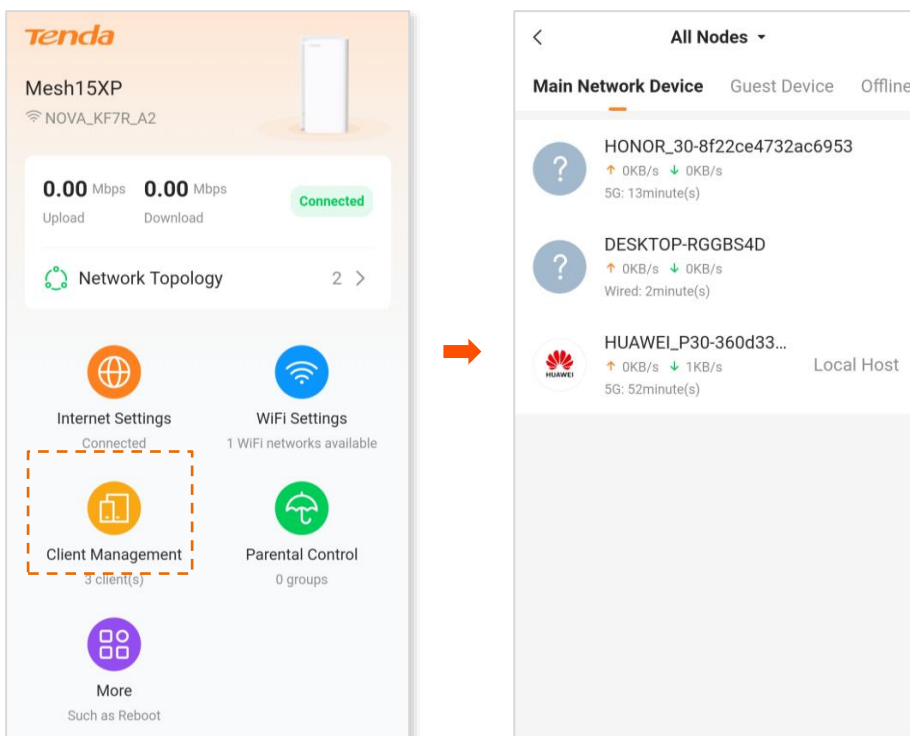 Tenda
Mesh15XP
NOVA_KF7R_A2
0.00 Mbps 0.00 Mbps
Upload Download
Connected
Network Topology 2
Internet Settings
Connected
WiFi Settings
1 WiFi networks available
Client Management
3 client(s)
Parental Control
0 groups
More
Such as Reboot
All Nodes
Main Network Device Guest Device Offline
HONOR_30-8f22ce4732ac6953
0KB/s 0KB/s
5G: 13minute(s)
DESKTOP-RGGBS4D
0KB/s 0KB/s
Wired: 2minute(s)
HUAWEI
HUAWEI_P30-360d33...
0KB/s 1KB/s
5G: 52minute(s)
Local Host